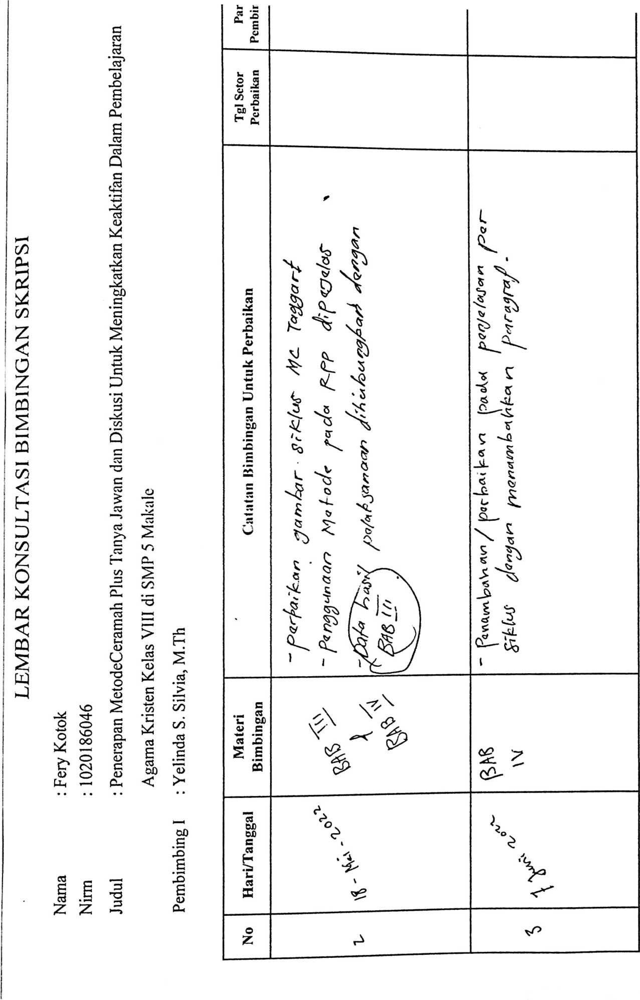 LEMBAR KONSULTASI BIMBINGAN SKRIPSI
Nama : Fery Kotok
Nirm : 1020186046
Judul : Penerapan MetodeCeramah Plus Tanya Jawan dan Diskusi Untuk Meningkatkan Keaktifan Dalam Pembelajaran
Agama Kristen Kelas VIII di SMP 5 Makale
Pembimbing I : Yelinda S. Silvia, M.Th
No Hari/Tanggal Materi Bimbingan Catatan Bimbingan Untuk Perbaikan Tgl Setor Perbaikan Par Pembin
2 18 - Mei - 2022 BAB III & BAB IV
- perbaikan gambar siklus MC Taggart
- Penggunaan Metode pada RPP diperjelas
- Data hasil pelaksanaan dihubungkan dengan
BAB III
3 7 Juni 2022 BAB IV
- Penambahan/perbaikan pada penjelasan per
siklus dengan menambahkan paragraf.